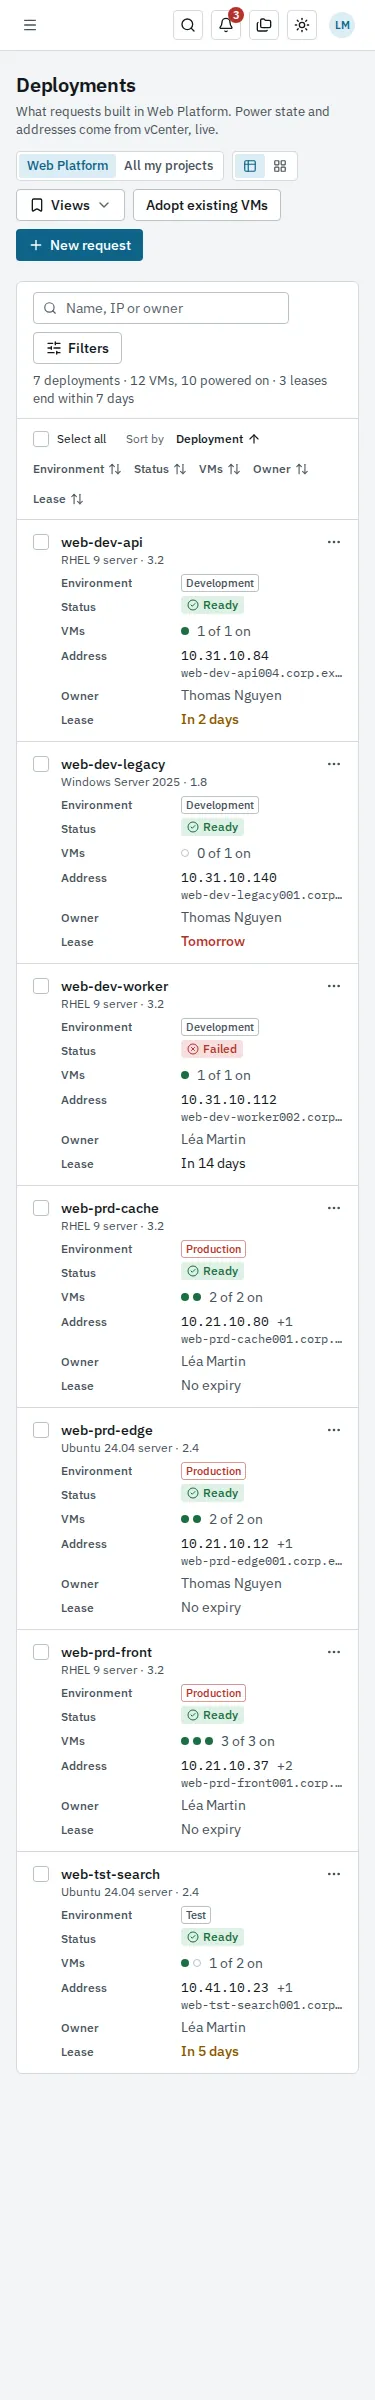 3
LM
Deployments
What requests built in Web Platform. Power state and
addresses come from vCenter, live.
Web Platform
All my projects
Views
Adopt existing VMs
New request
Name, IP or owner
Filters
7 deployments · 12 VMs, 10 powered on · 3 leases
end within 7 days
Select all
Sort by
Deployment
Environment
Status
VMs
Owner
Lease
web-dev-api
RHEL 9 server · 3.2
Environment Development
Status Ready
VMs 1 of 1 on
Address 10.31.10.84
web-dev-api004.corp.ex…
Owner Thomas Nguyen
Lease In 2 days
web-dev-legacy
Windows Server 2025 · 1.8
Environment Development
Status Ready
VMs 0 of 1 on
Address 10.31.10.140
web-dev-legacy001.corp…
Owner Thomas Nguyen
Lease Tomorrow
web-dev-worker
RHEL 9 server · 3.2
Environment Development
Status Failed
VMs 1 of 1 on
Address 10.31.10.112
web-dev-worker002.corp…
Owner Léa Martin
Lease In 14 days
web-prd-cache
RHEL 9 server · 3.2
Environment Production
Status Ready
VMs 2 of 2 on
Address 10.21.10.80 +1
web-prd-cache001.corp.…
Owner Léa Martin
Lease No expiry
web-prd-edge
Ubuntu 24.04 server · 2.4
Environment Production
Status Ready
VMs 2 of 2 on
Address 10.21.10.12 +1
web-prd-edge001.corp.e…
Owner Thomas Nguyen
Lease No expiry
web-prd-front
RHEL 9 server · 3.2
Environment Production
Status Ready
VMs 3 of 3 on
Address 10.21.10.37 +2
web-prd-front001.corp.…
Owner Léa Martin
Lease No expiry
web-tst-search
Ubuntu 24.04 server · 2.4
Environment Test
Status Ready
VMs 1 of 2 on
Address 10.41.10.23 +1
web-tst-search001.corp…
Owner Léa Martin
Lease In 5 days